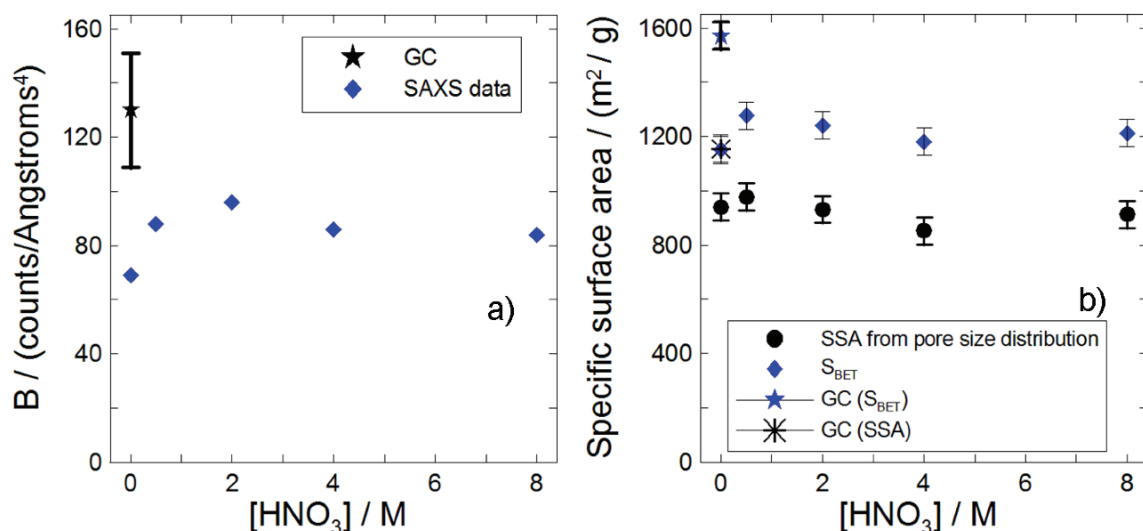 160
120
80
40
0
B / (counts/Angstroms⁴)
GC
SAXS data
a)
0 2 4 6 8
[HNO₃] / M
1600
1200
800
400
0
Specific surface area / (m² / g)
b)
SSA from pore size distribution
S_BET
GC (S_BET)
GC (SSA)
0 2 4 6 8
[HNO₃] / M